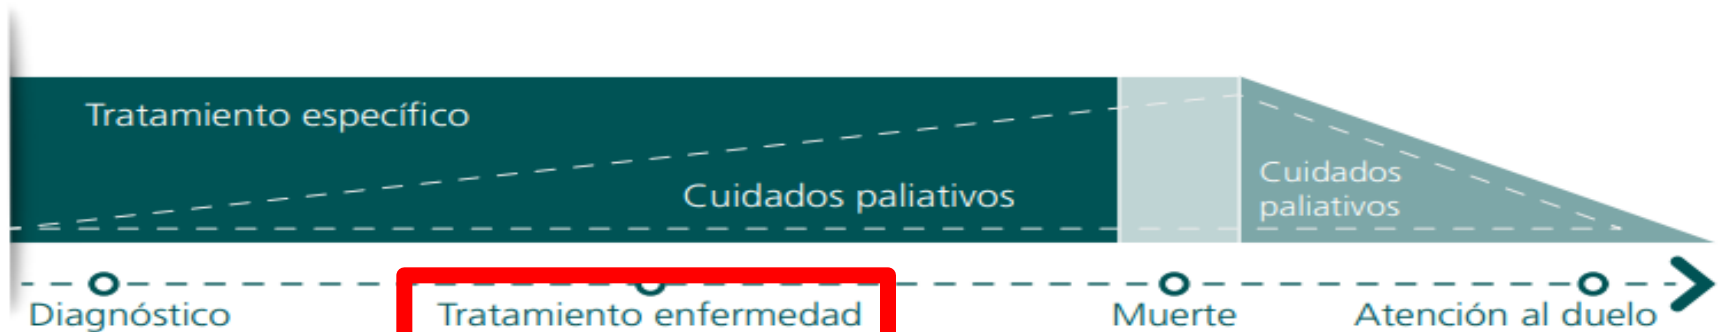 Tratamiento específico
Cuidados paliativos
Cuidados
paliativos
Diagnóstico
Tratamiento enfermedad
Muerte
Atención al duelo